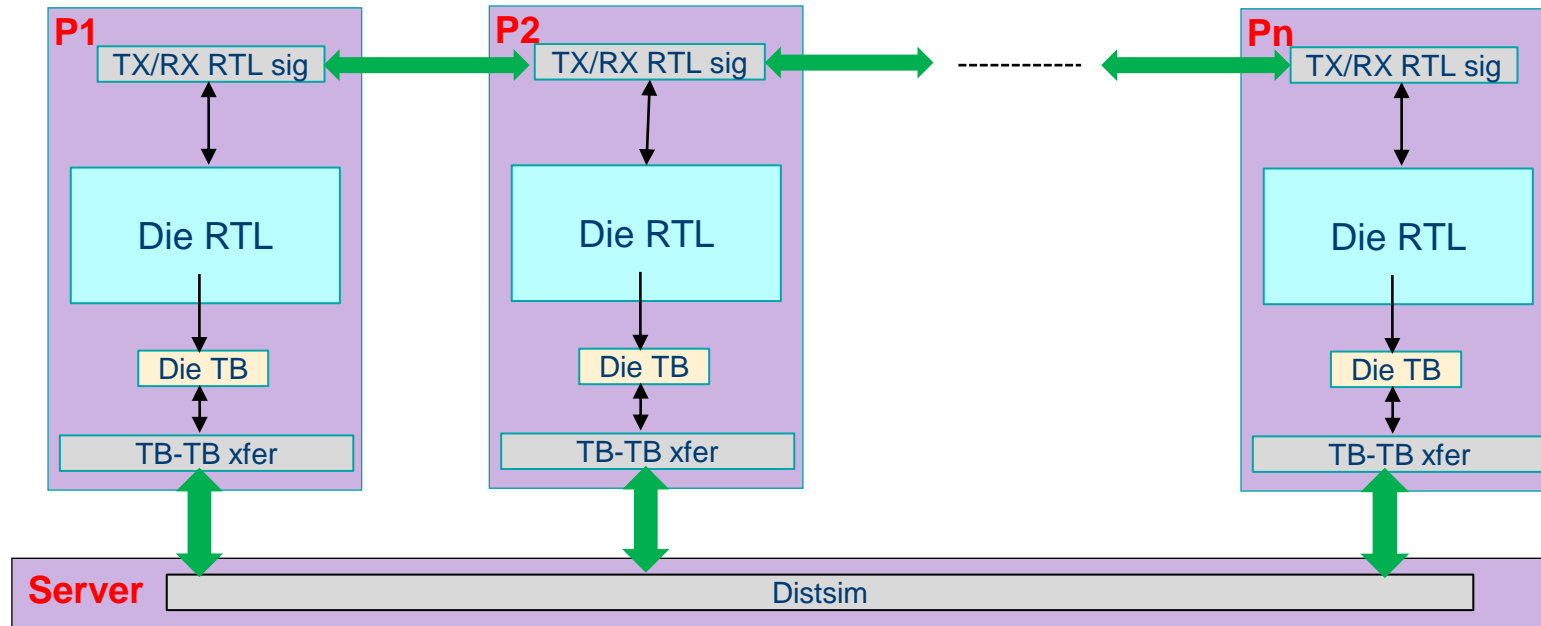 P1
TX/RX RTL sig
Die RTL
Die TB
TB-TB xfer
P2
TX/RX RTL sig
Die RTL
Die TB
TB-TB xfer
Pn
TX/RX RTL sig
Die RTL
Die TB
TB-TB xfer
Server
Distsim